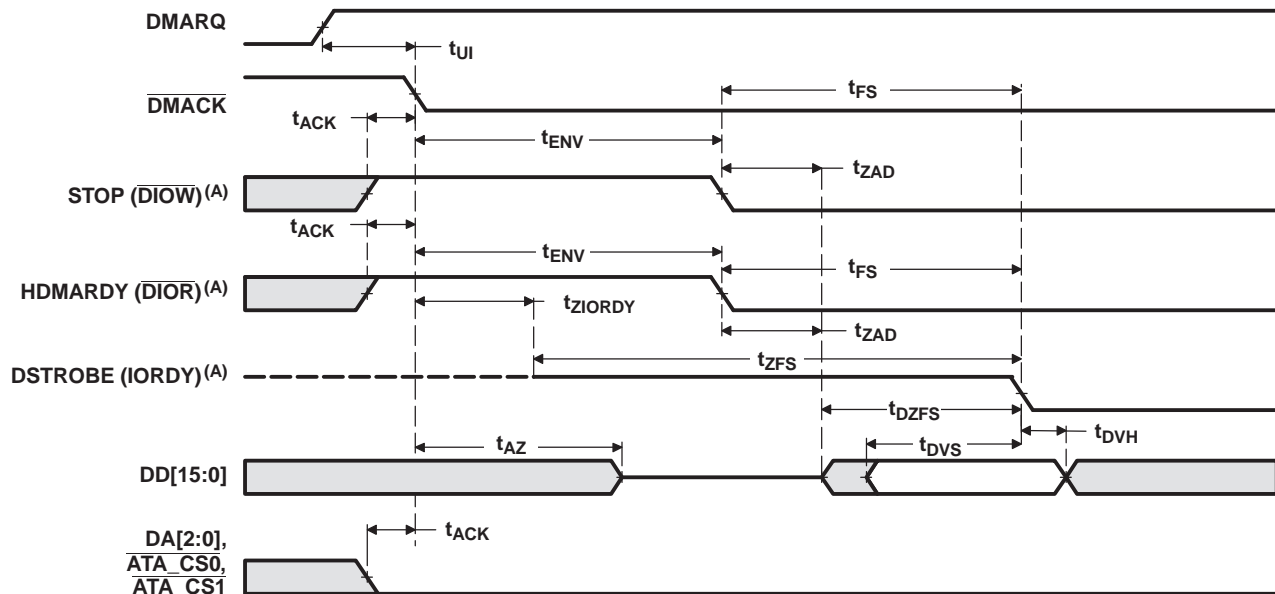 DMARQ
tUI
DMACK
tFS
tACK
tENV
tZAD
STOP (DIOW)(A)
tACK
tENV
tFS
HDMARDY (DIOR)(A)
tZIORDY
tZAD
tZFS
DSTROBE (IORDY)(A)
tDZFS
tAZ
tDVS
tDVH
DD[15:0]
DA[2:0],
ATA_CS0,
ATA_CS1
tACK